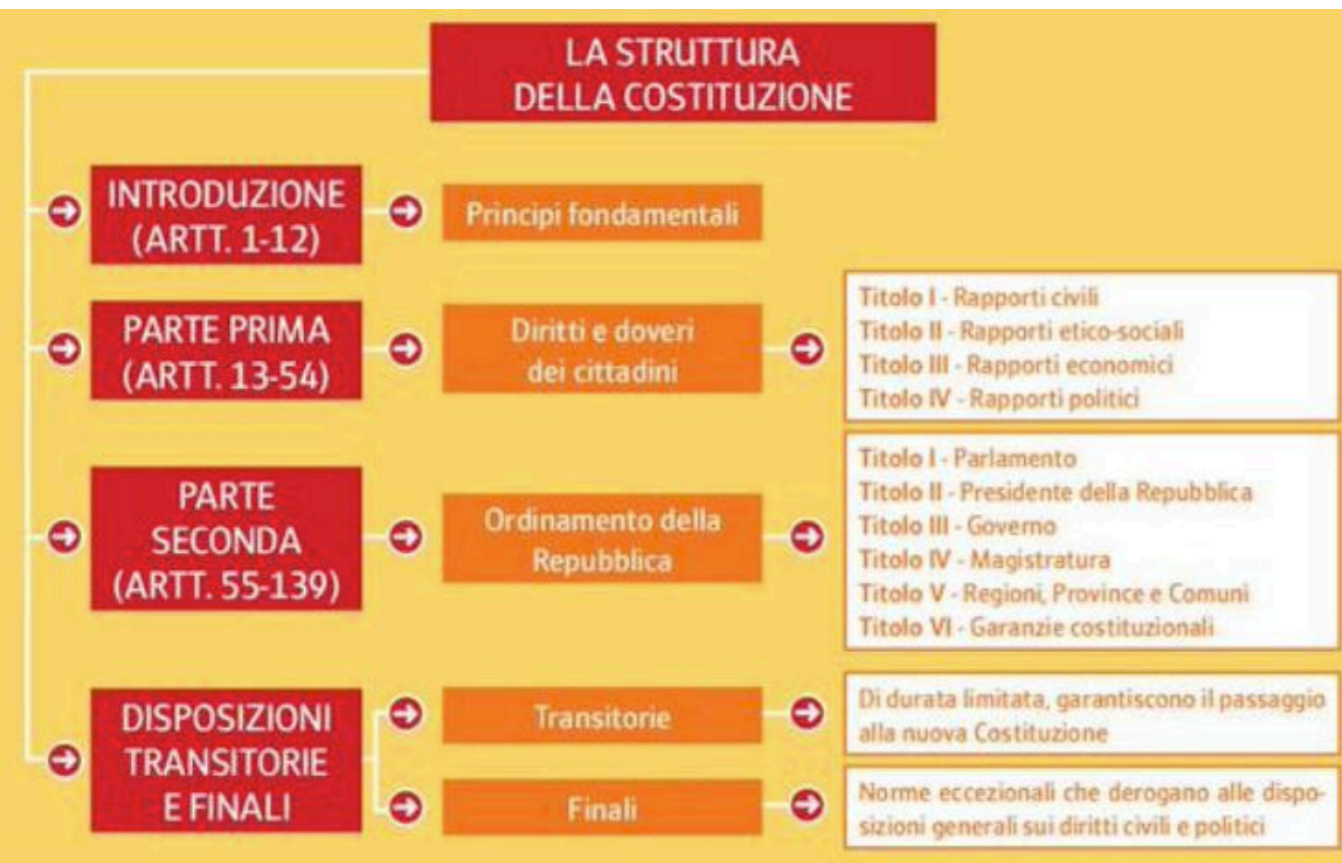 LA STRUTTURA
DELLA COSTITUZIONE
INTRODUZIONE
(ARTT. 1-12)
Principi fondamentali
PARTE PRIMA
(ARTT. 13-54)
Diritti e doveri
dei cittadini
Titolo I - Rapporti civili
Titolo II - Rapporti etico-sociali
Titolo III - Rapporti economici
Titolo IV - Rapporti politici
PARTE
SECONDA
(ARTT. 55-139)
Ordinamento della
Repubblica
Titolo I - Parlamento
Titolo II - Presidente della Repubblica
Titolo III - Governo
Titolo IV - Magistratura
Titolo V - Regioni, Province e Comuni
Titolo VI - Garanzie costituzionali
DISPOSIZIONI
TRANSITORIE
E FINALI
Transitorie
Di durata limitata, garantiscono il passaggio
alla nuova Costituzione
Finali
Norme eccezionali che derogano alle dispo-
sizioni generali sui diritti civili e politici